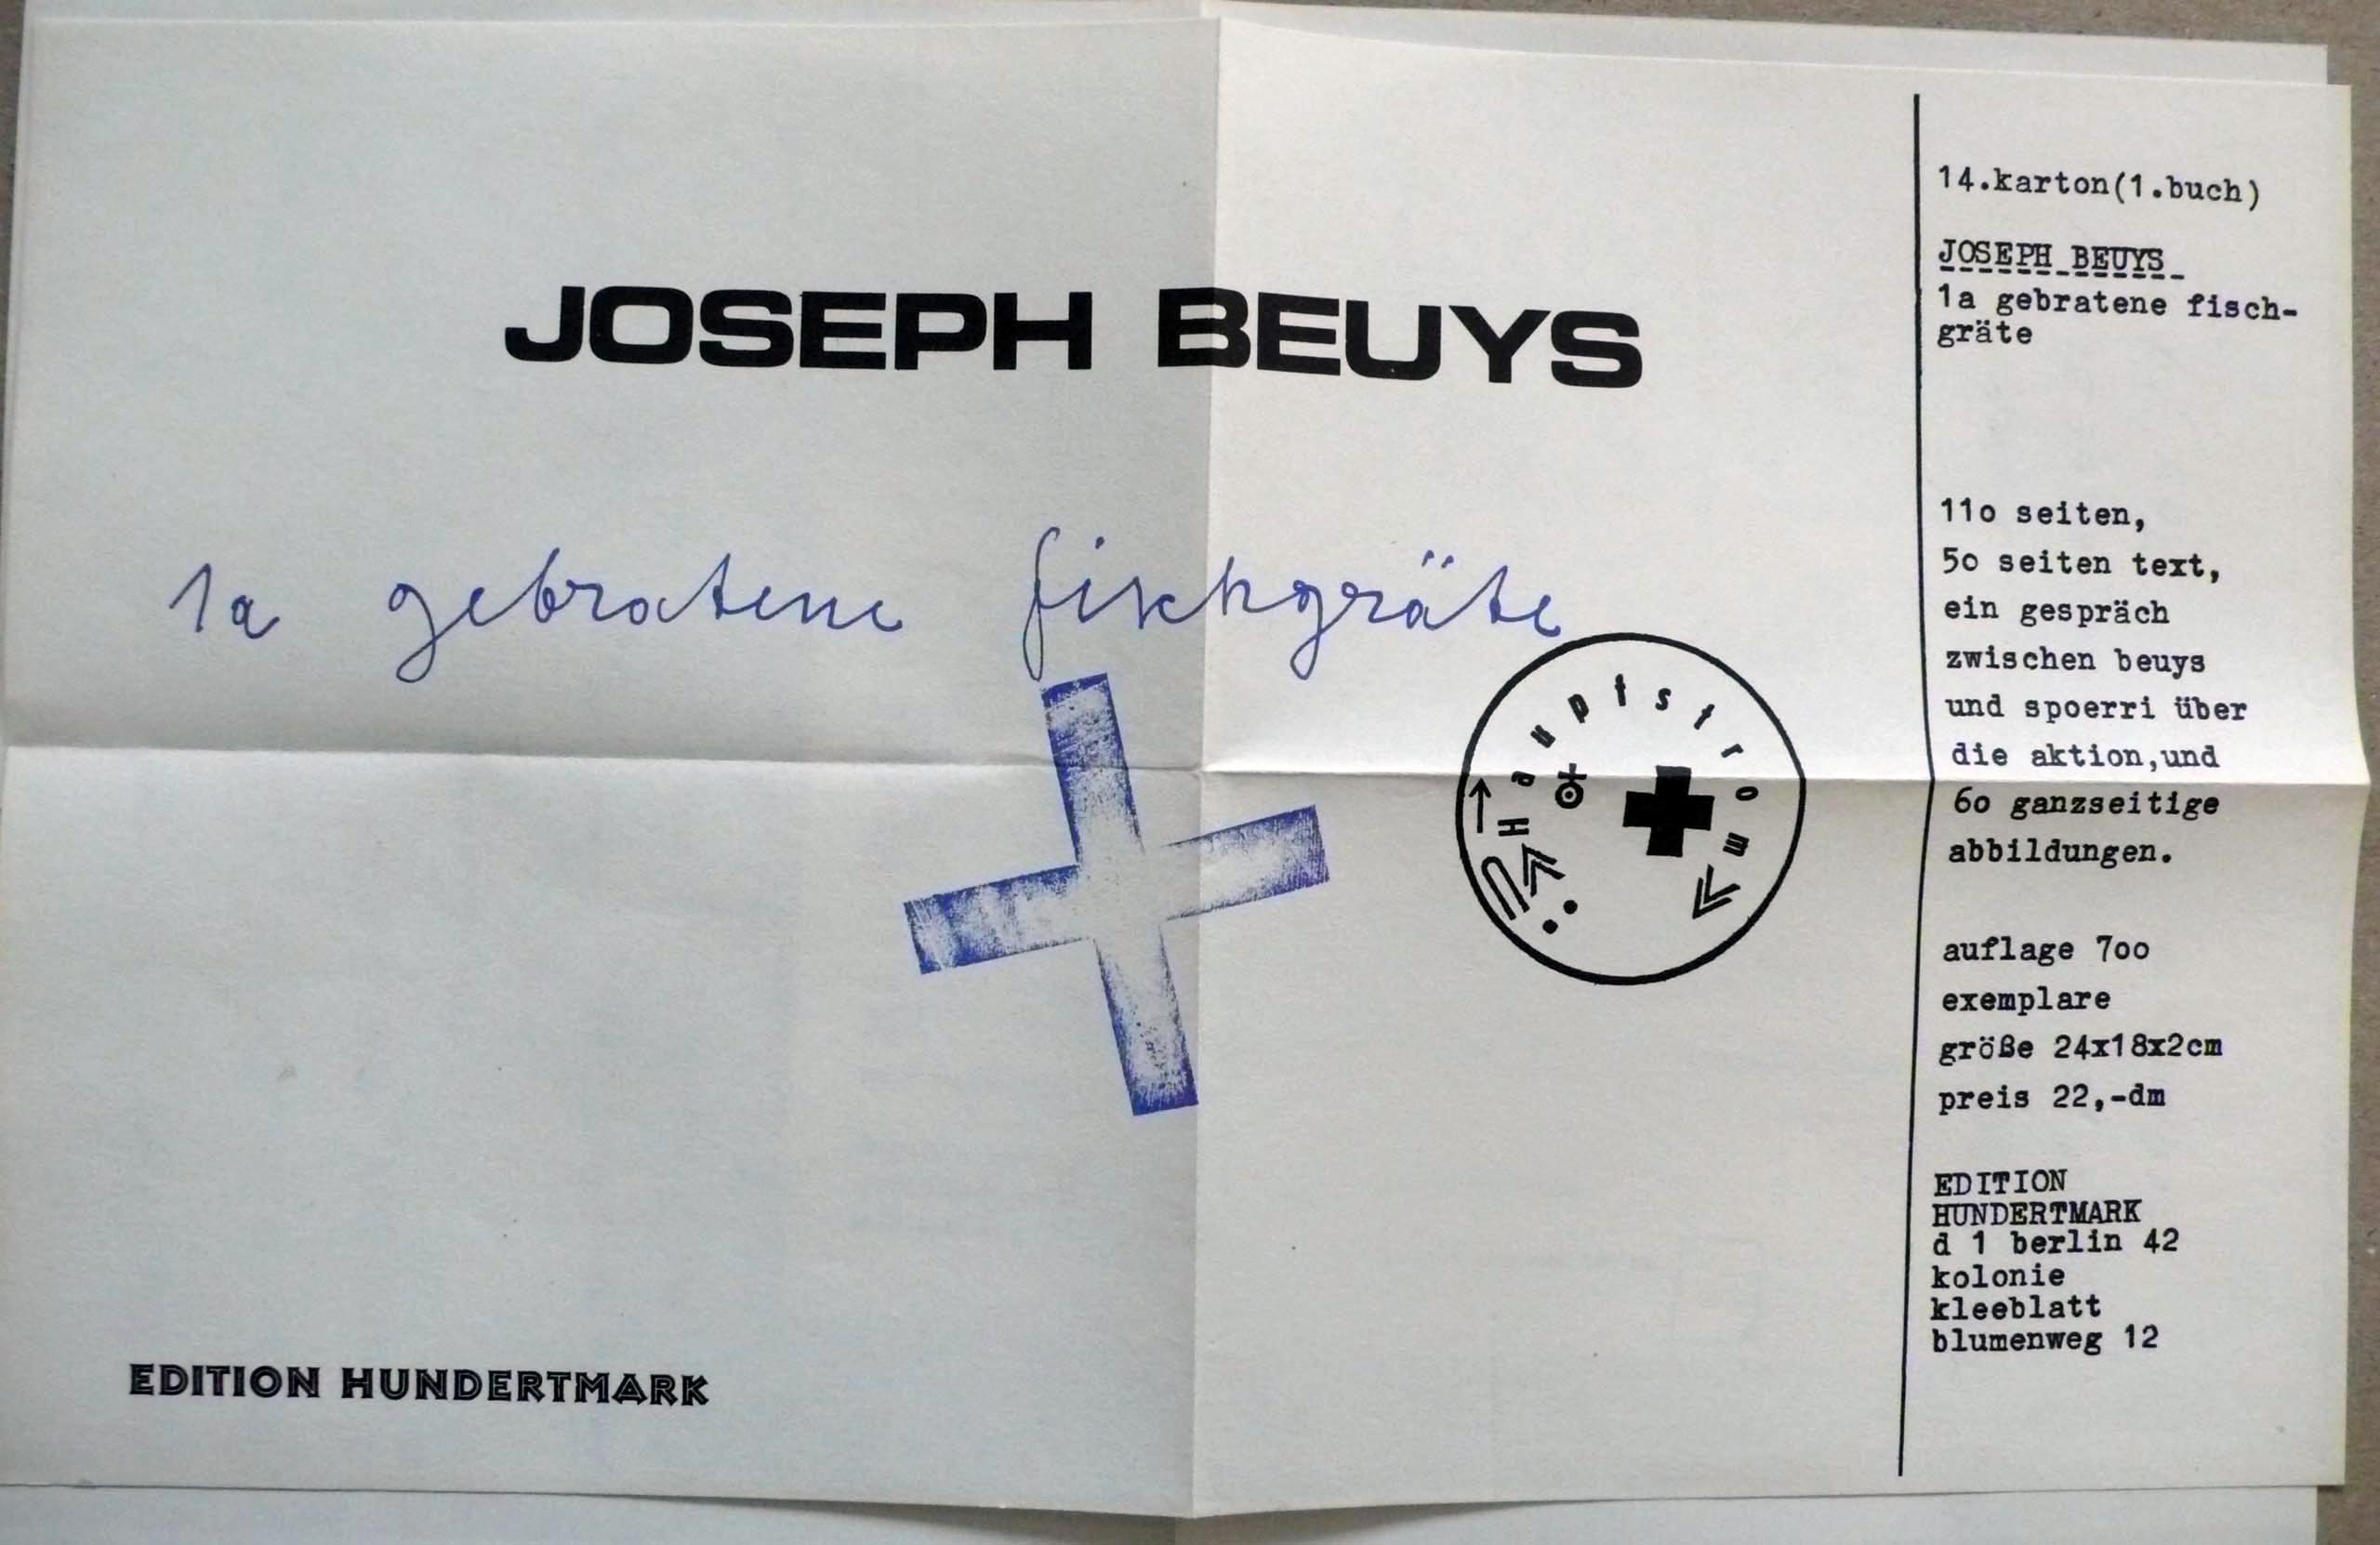 JOSEPH BEUYS
1a gebratene fischgräte
Hauptstrom
EDITION HUNDERTMARK
14.karton(1.buch)
JOSEPH BEUYS
1a gebratene fisch-
gräte
11o seiten,
5o seiten text,
ein gespräch
zwischen beuys
und spoerri über
die aktion,und
6o ganzseitige
abbildungen.
auflage 7oo
exemplare
größe 24x18x2cm
preis 22,-dm
EDITION
HUNDERTMARK
d 1 berlin 42
kolonie
kleeblatt
blumenweg 12